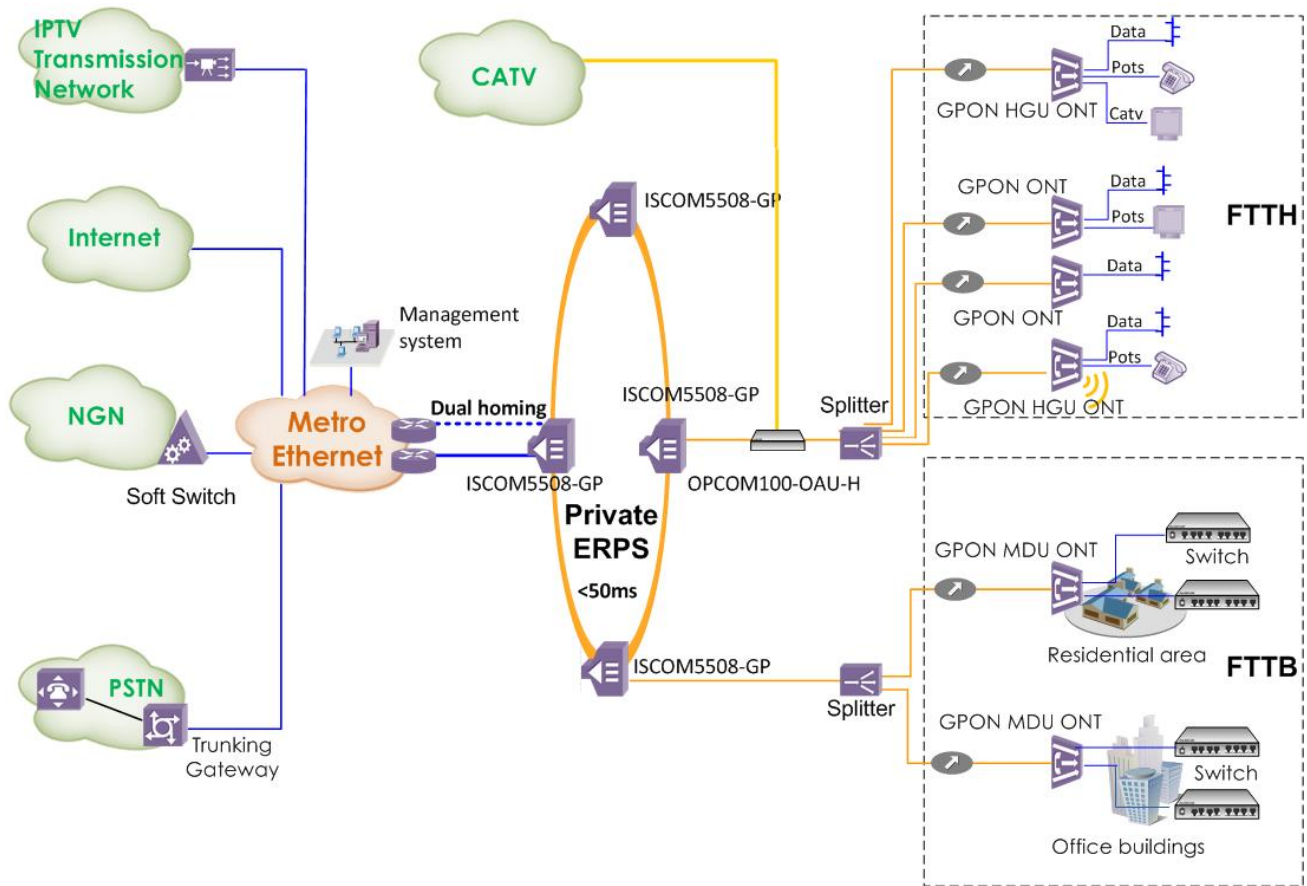 IPTV
Transmission
Network
CATV
Internet
NGN
Soft Switch
PSTN
Trunking
Gateway
Management
system
Metro
Ethernet
Dual homing
ISCOM5508-GP
ISCOM5508-GP
ISCOM5508-GP
OPCOM100-OAU-H
Private
ERPS
<50ms
ISCOM5508-GP
Splitter
Splitter
Data
Pots
GPON HGU ONT
Catv
GPON ONT
Data
Pots
FTTH
Data
GPON ONT
Data
Pots
GPON HGU ONT
GPON MDU ONT
Switch
Residential area
FTTB
GPON MDU ONT
Switch
Office buildings